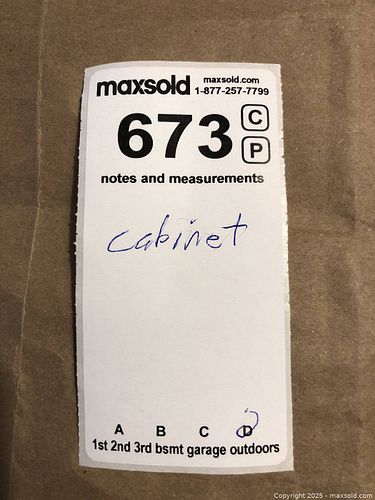 maxsold maxsold.com
1-877-257-7799
673 C
P
notes and measurements
cabinet
A B C D
1st 2nd 3rd bsmt garage outdoors
Copyright 2025 - maxsold.com